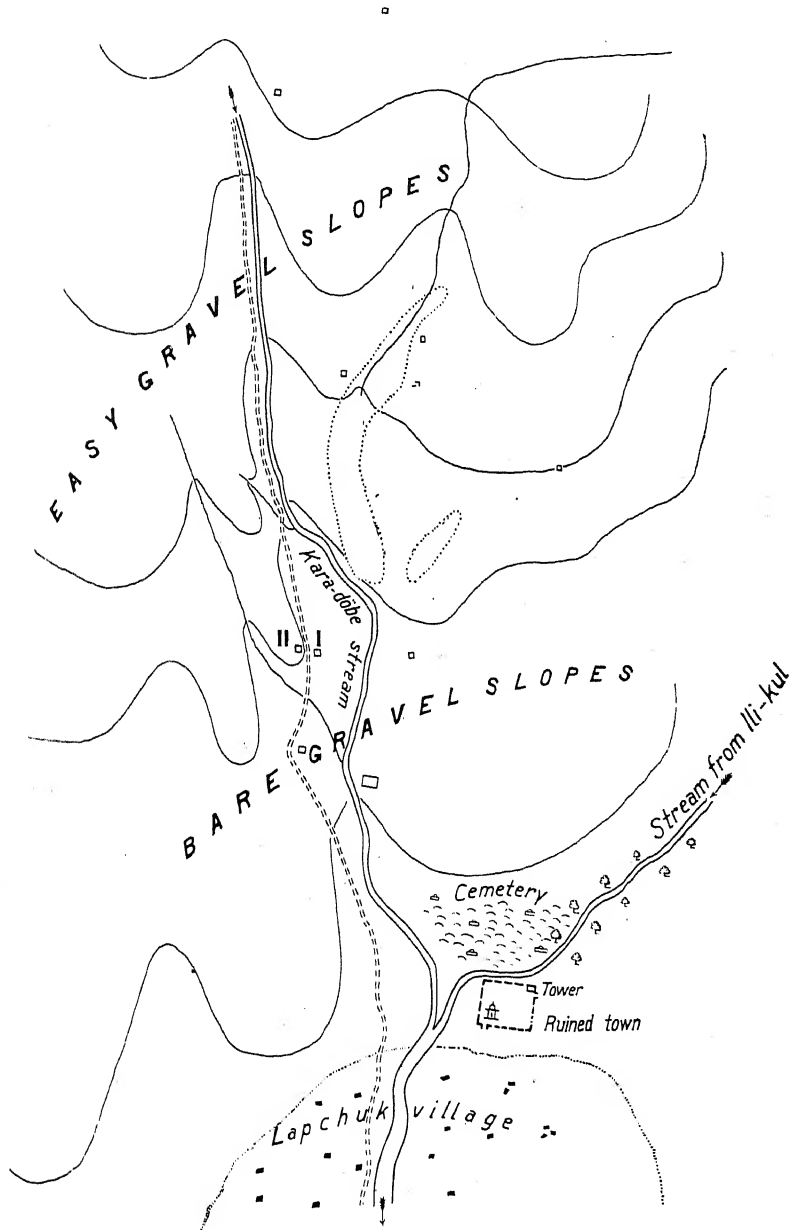 EASY GRAVEL SLOPES
Kara-döbe stream
II I
BARE GRAVEL SLOPES
Stream from Ili-kul
Cemetery
Tower
Ruined town
Lapchuk village